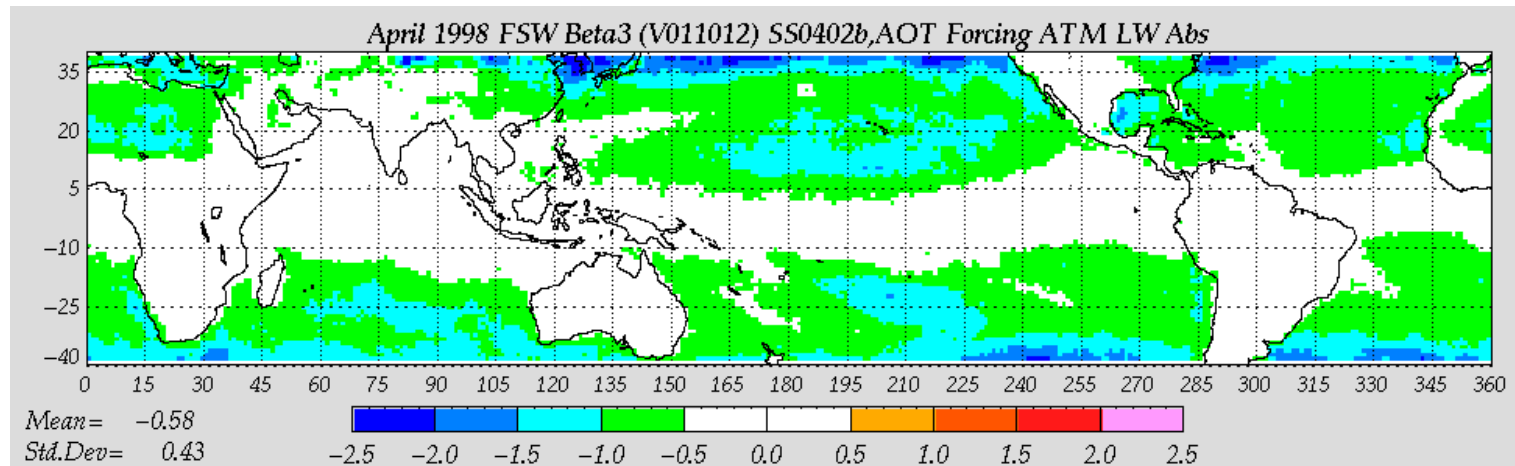 April 1998 FSW Beta3 (V011012) SS0402b,AOT Forcing ATM LW Abs
35
20
5
−10
−25
−40
0 15 30 45 60 75 90 105 120 135 150 165 180 195 210 225 240 255 270 285 300 315 330 345 360
Mean= −0.58
Std.Dev= 0.43
−2.5 −2.0 −1.5 −1.0 −0.5 0.0 0.5 1.0 1.5 2.0 2.5